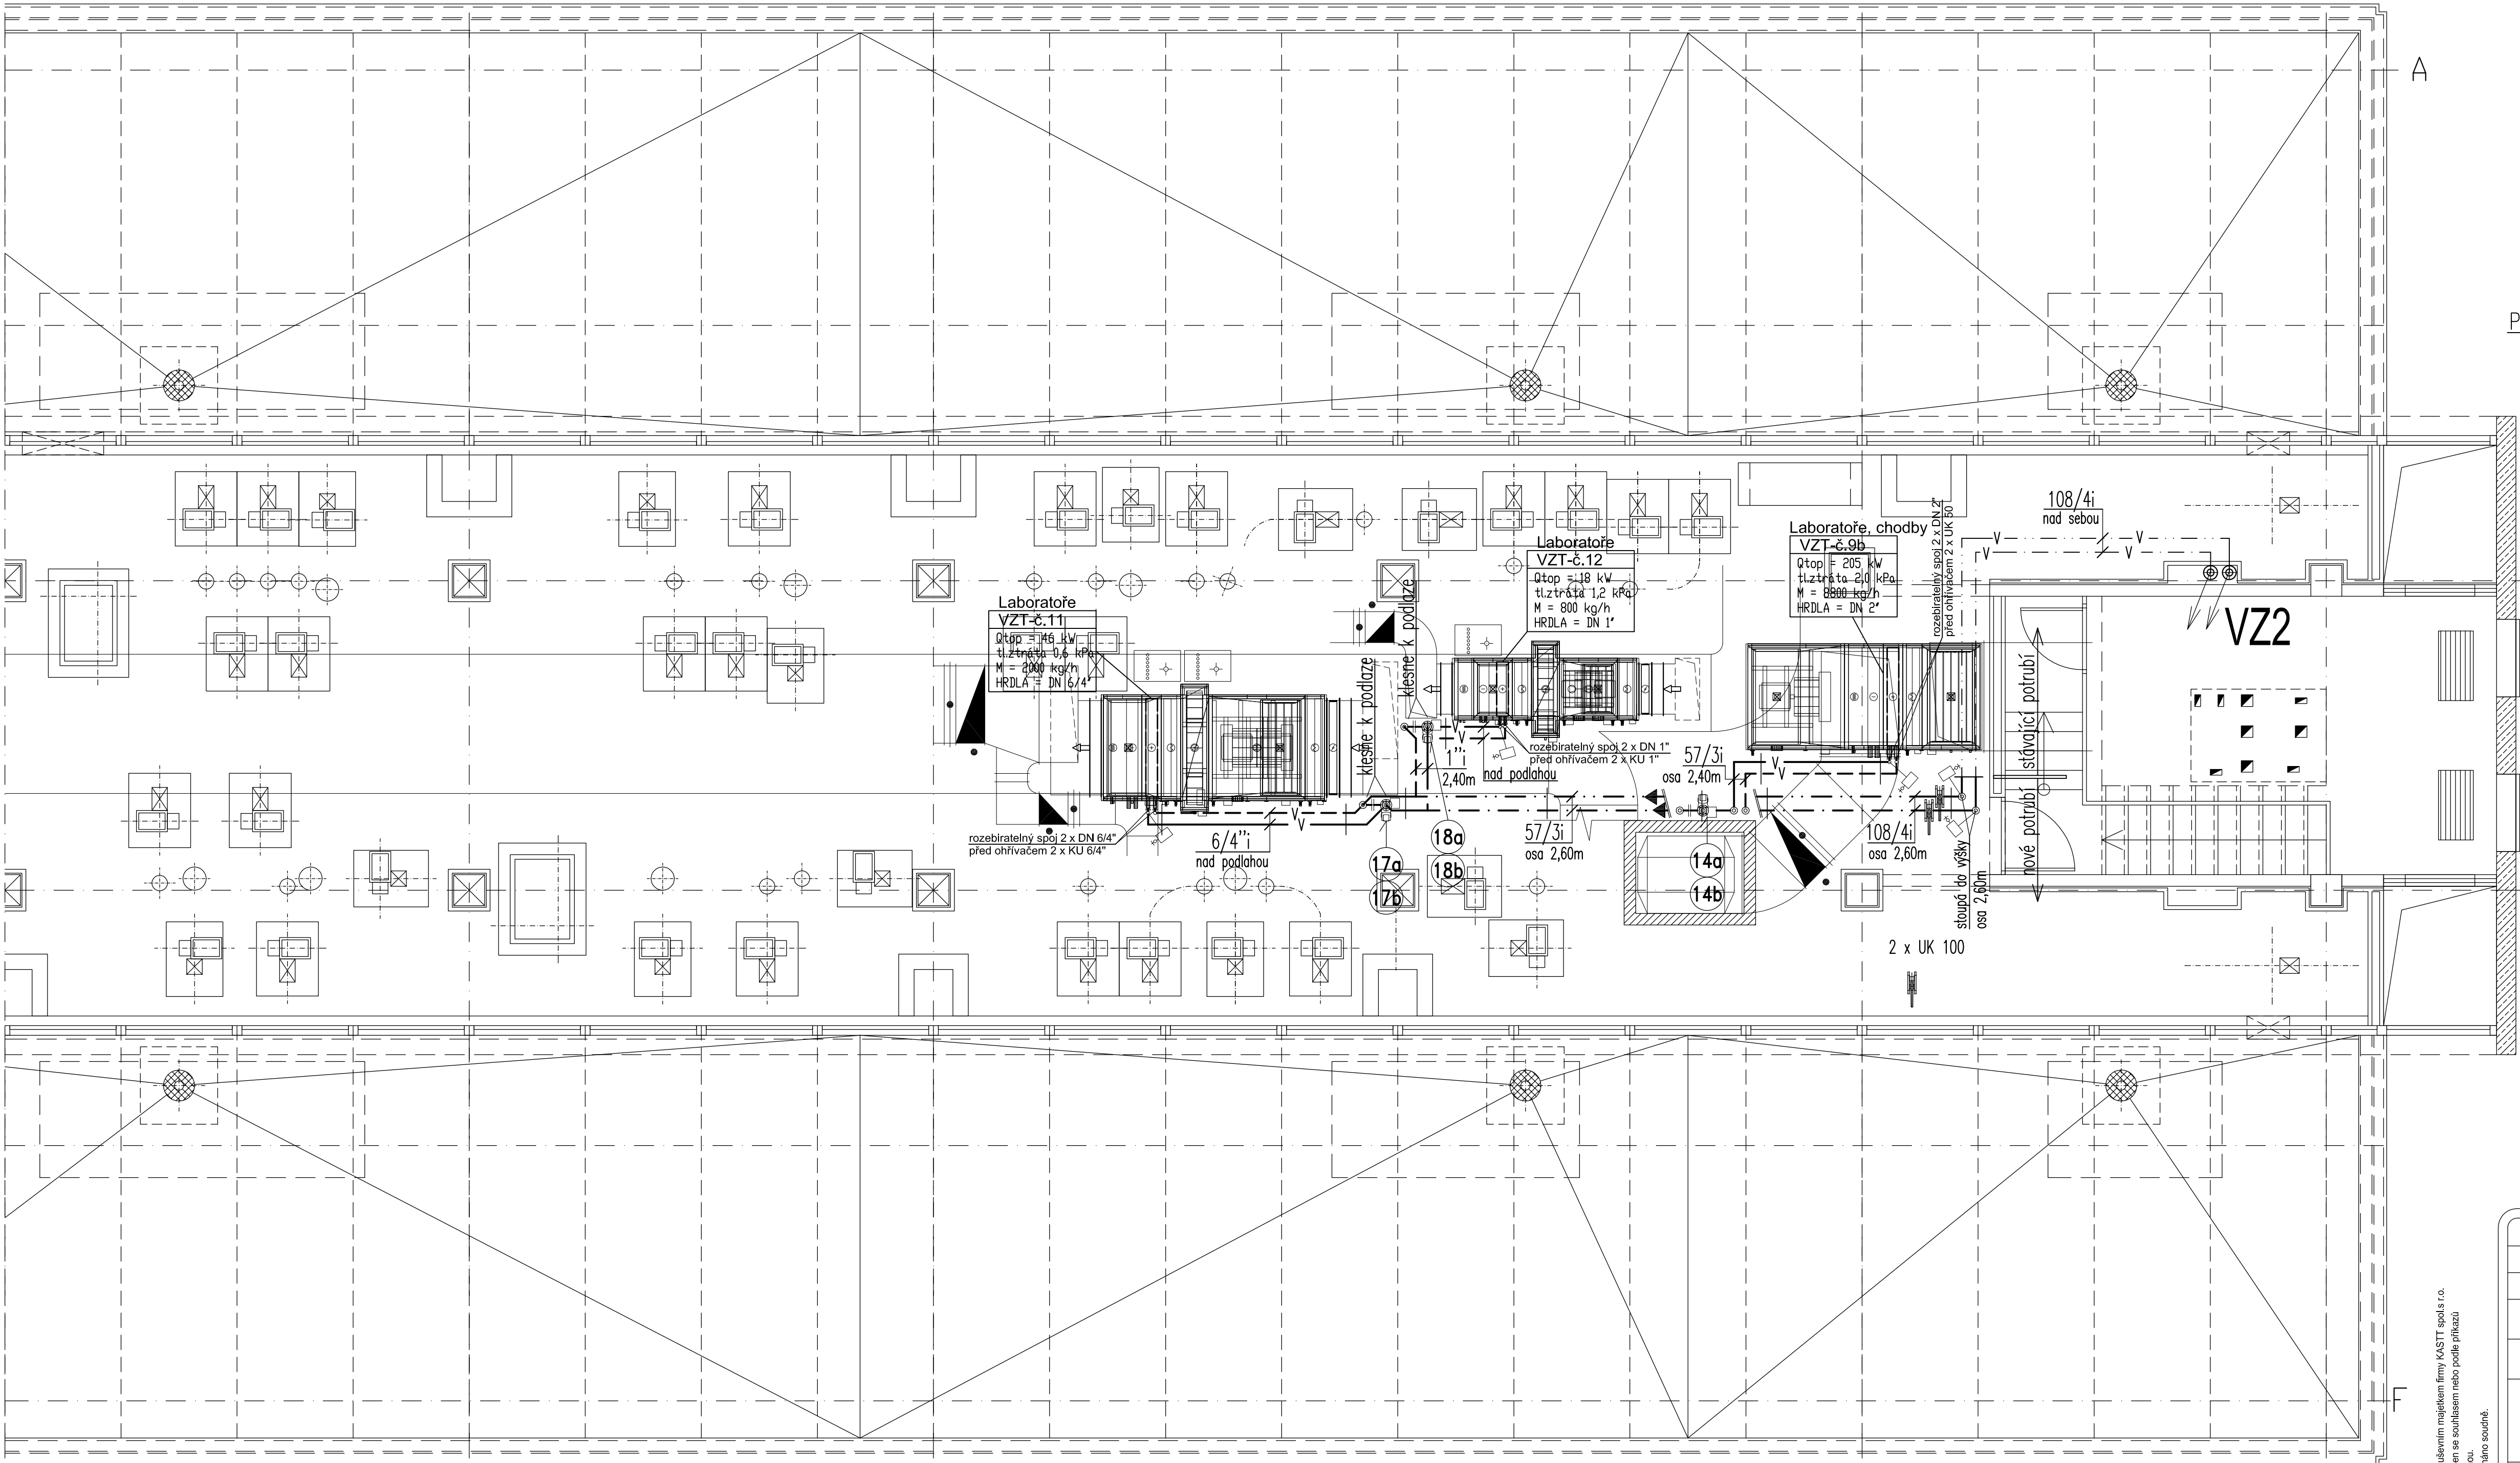 A
P
108/4i
nad sebou
V
V
V
V
Laboratoře, chodby
VZT-č.9b
Qtop = 205 kW
tl.ztráta 2,0 kPa
M = 8800 kg/h
HRDLA = DN 2"
rozebiratelný spoj 2 x DN 2"
před ohřívačem 2 x UK 50
Laboratoře
VZT-č.12
Qtop = 18 kW
tl.ztráta 1,2 kPa
M = 800 kg/h
HRDLA = DN 1"
Laboratoře
VZT-č.11
Qtop = 46 kW
tl.ztráta 0,6 kPa
M = 2000 kg/h
HRDLA = DN 6/4"
VZ2
klesne k podlaze
klesne k podlaze
stávající potrubí
nové potrubí
V
V
rozebiratelný spoj 2 x DN 1"
před ohřívačem 2 x KU 1"
1"i
2,40m
nad podlahou
57/3i
osa 2,40m
V
V
rozebiratelný spoj 2 x DN 6/4"
před ohřívačem 2 x KU 6/4"
6/4"i
nad podlahou
V
V
57/3i
osa 2,60m
108/4i
osa 2,60m
18a
18b
17a
17b
14a
14b
stoupá do výšky
osa 2,60m
2 x UK 100
F
uševním majetkem firmy KASTT spol.s r.o.
en se souhlasem nebo podle příkazů
ou.
náno soudně.